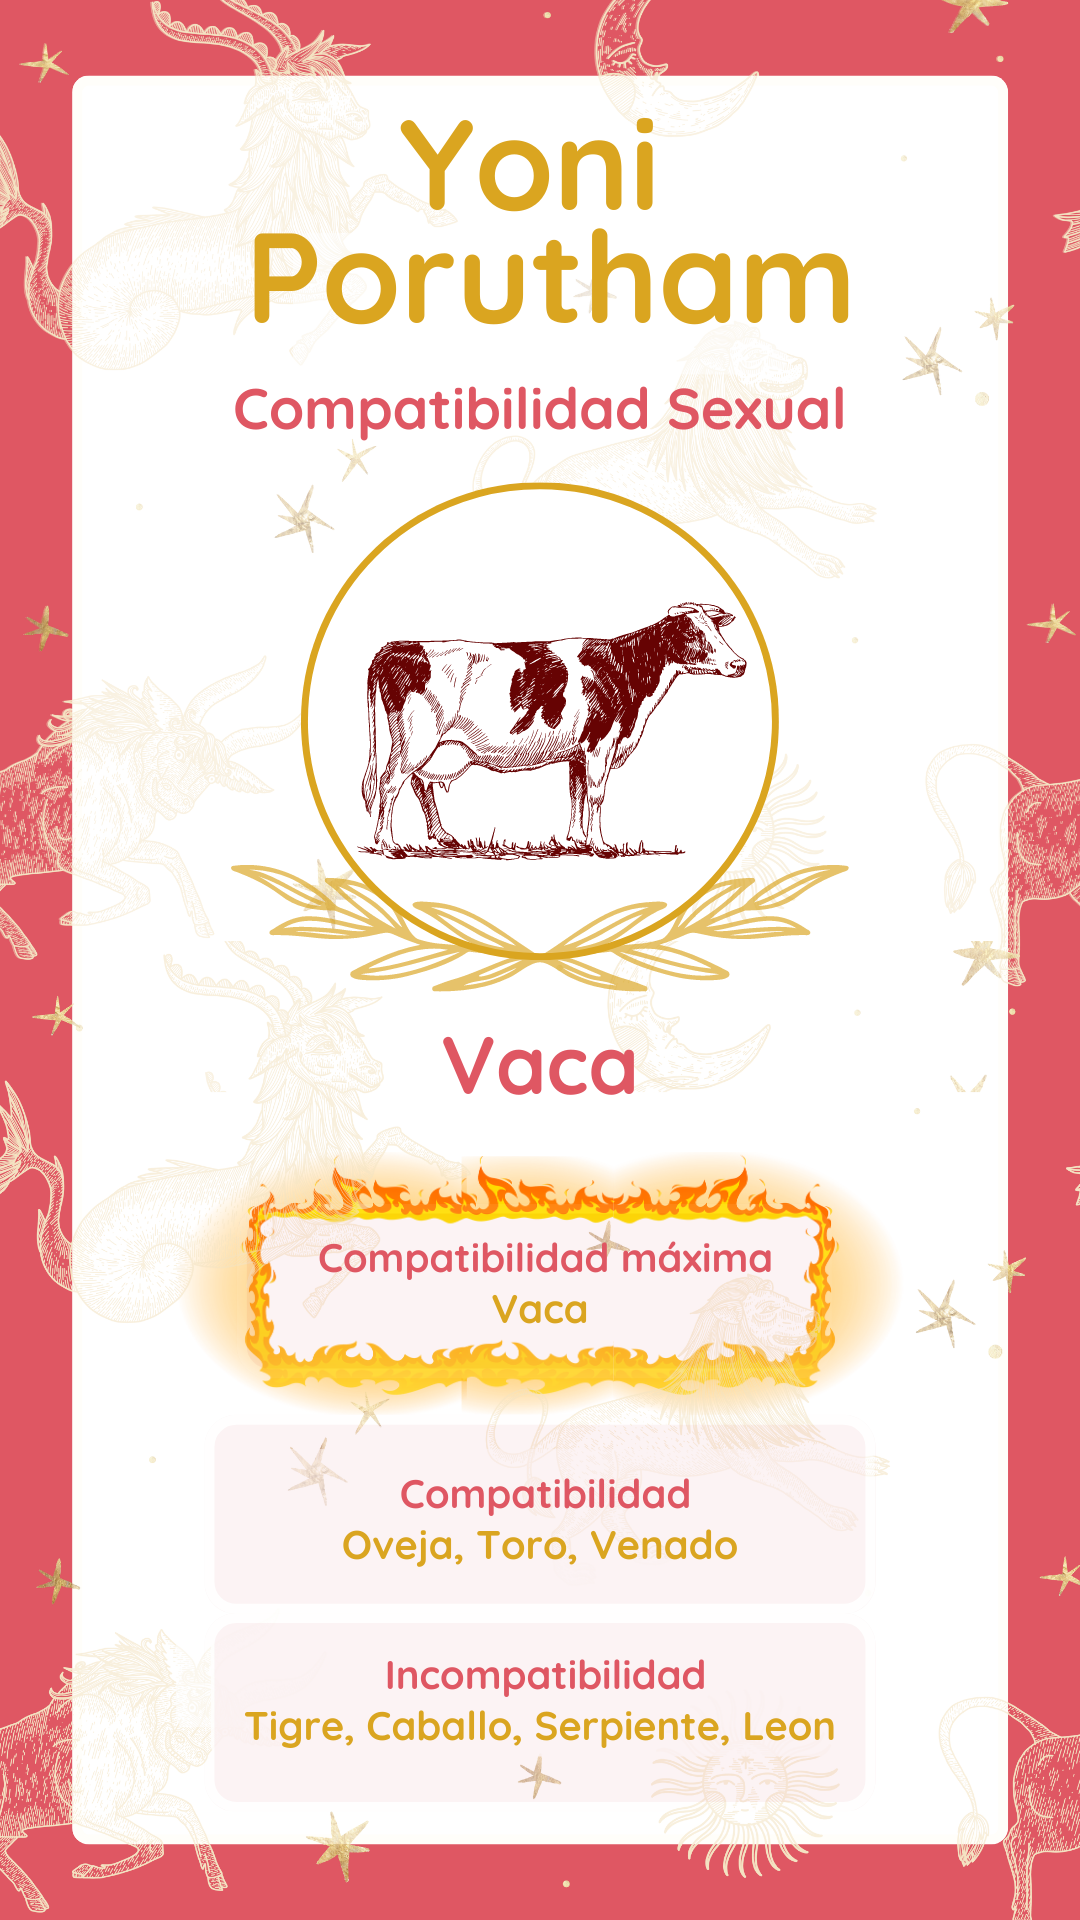 Yoni
Porutham
Compatibilidad Sexual
Vaca
Compatibilidad máxima
Vaca
Compatibilidad
Oveja, Toro, Venado
Incompatibilidad
Tigre, Caballo, Serpiente, Leon